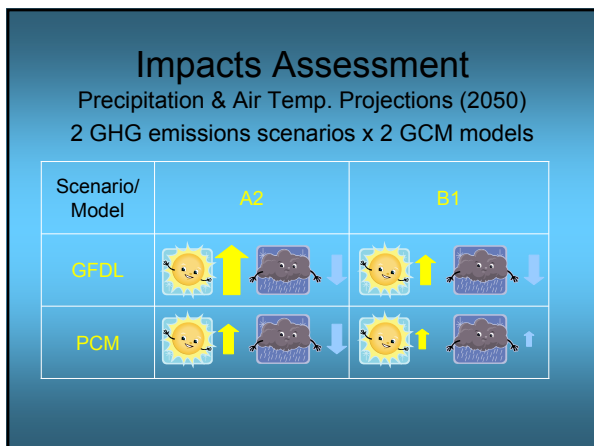 Impacts Assessment
Precipitation & Air Temp. Projections (2050)
2 GHG emissions scenarios x 2 GCM models
Scenario/
Model
A2
B1
GFDL
PCM